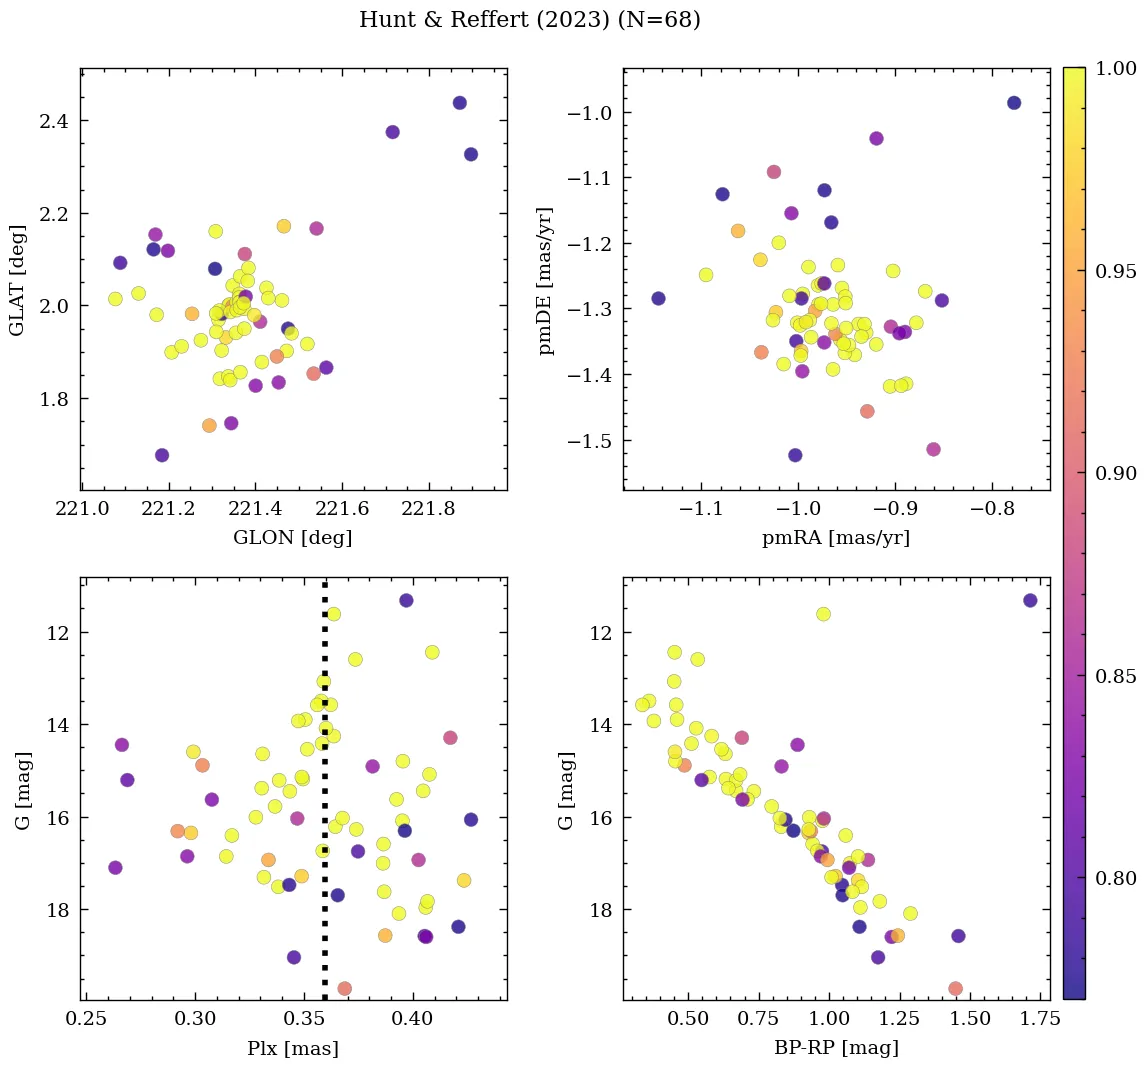 Hunt & Reffert (2023) (N=68)
2.4
2.2
2.0
1.8
GLAT [deg]
221.0 221.2 221.4 221.6 221.8
GLON [deg]
−1.0
−1.1
−1.2
−1.3
−1.4
−1.5
pmDE [mas/yr]
−1.1 −1.0 −0.9 −0.8
pmRA [mas/yr]
1.00
0.95
0.90
0.85
0.80
12
14
16
18
G [mag]
0.25 0.30 0.35 0.40
Plx [mas]
12
14
16
18
G [mag]
0.50 0.75 1.00 1.25 1.50 1.75
BP-RP [mag]